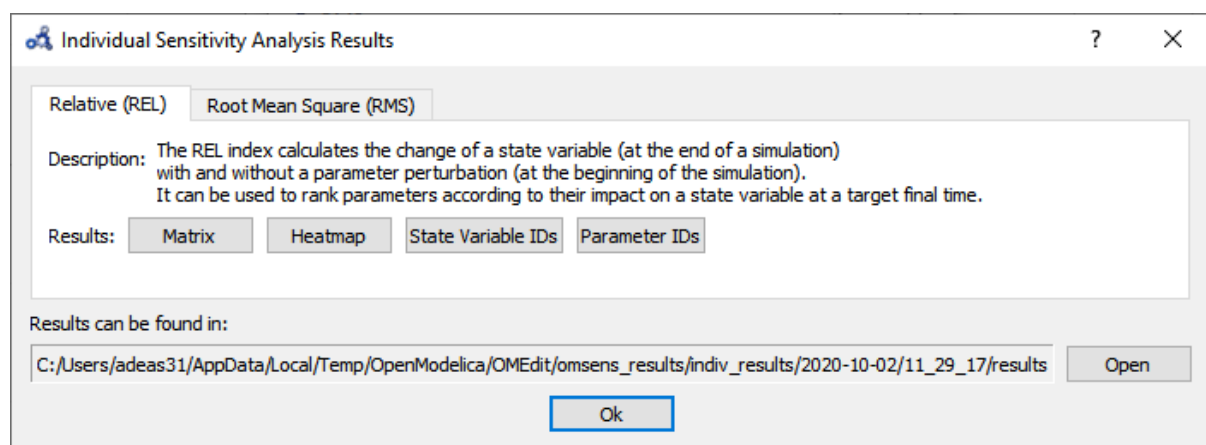 Individual Sensitivity Analysis Results
?
Relative (REL) Root Mean Square (RMS)
Description: The REL index calculates the change of a state variable (at the end of a simulation)
with and without a parameter perturbation (at the beginning of the simulation).
It can be used to rank parameters according to their impact on a state variable at a target final time.
Results: Matrix Heatmap State Variable IDs Parameter IDs
Results can be found in:
C:/Users/adeas31/AppData/Local/Temp/OpenModelica/OMEdit/omsens_results/indiv_results/2020-10-02/11_29_17/results Open
Ok